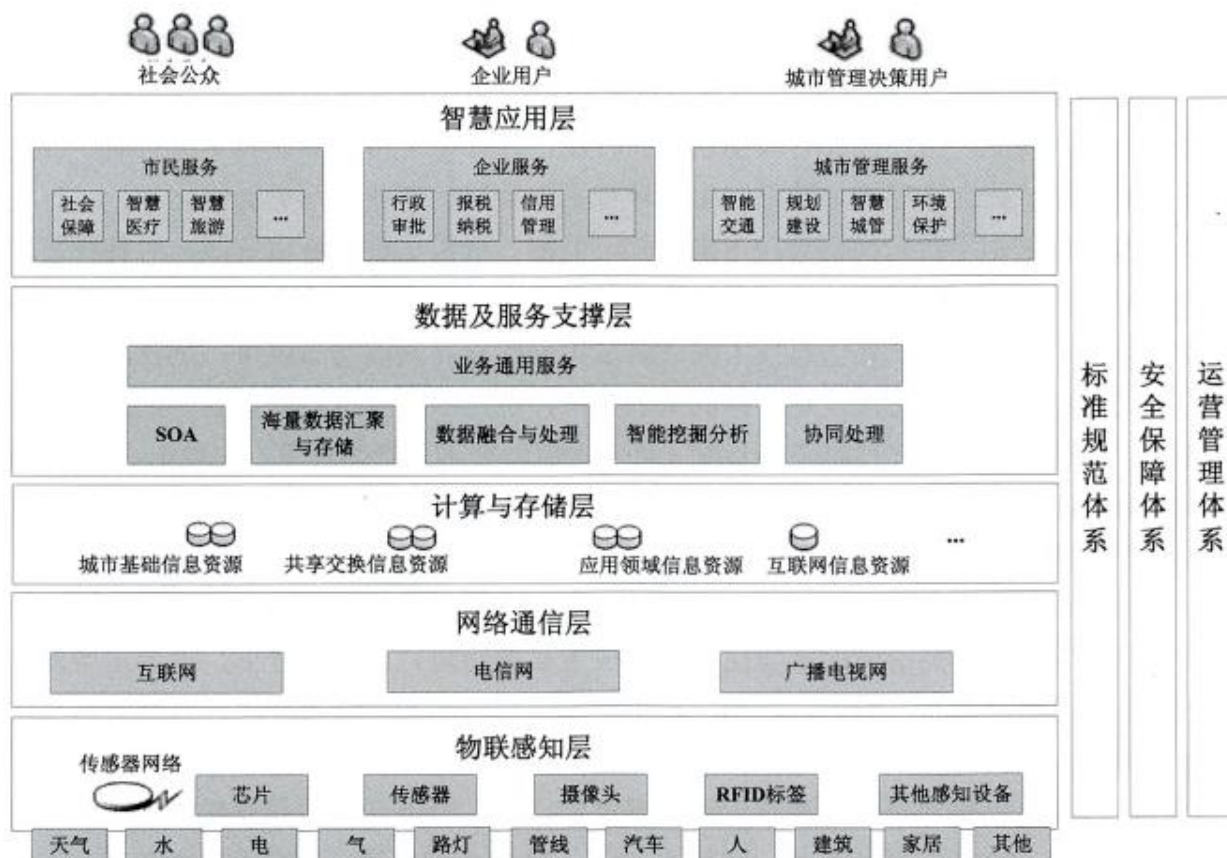 社会公众
企业用户
城市管理决策用户
智慧应用层
市民服务
社会
保障
智慧
医疗
智慧
旅游
...
企业服务
行政
审批
报税
纳税
信用
管理
...
城市管理服务
智能
交通
规划
建设
智慧
城管
环境
保护
...
数据及服务支撑层
业务通用服务
SOA
海量数据汇聚
与存储
数据融合与处理
智能挖掘分析
协同处理
计算与存储层
城市基础信息资源
共享交换信息资源
应用领域信息资源
互联网信息资源
...
网络通信层
互联网
电信网
广播电视网
物联感知层
传感器网络
芯片
传感器
摄像头
RFID标签
其他感知设备
天气
水
电
气
路灯
管线
汽车
人
建筑
家居
其他
标准规范体系
安全保障体系
运营管理体系